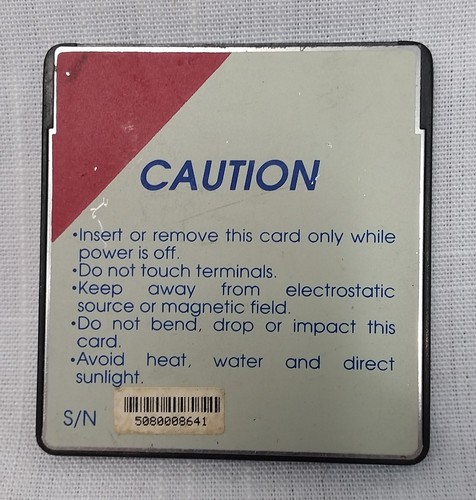 CAUTION
•Insert or remove this card only while
power is off.
•Do not touch terminals.
•Keep away from electrostatic
source or magnetic field.
•Do not bend, drop or impact this
card.
•Avoid heat, water and direct
sunlight.
S/N
5080008641